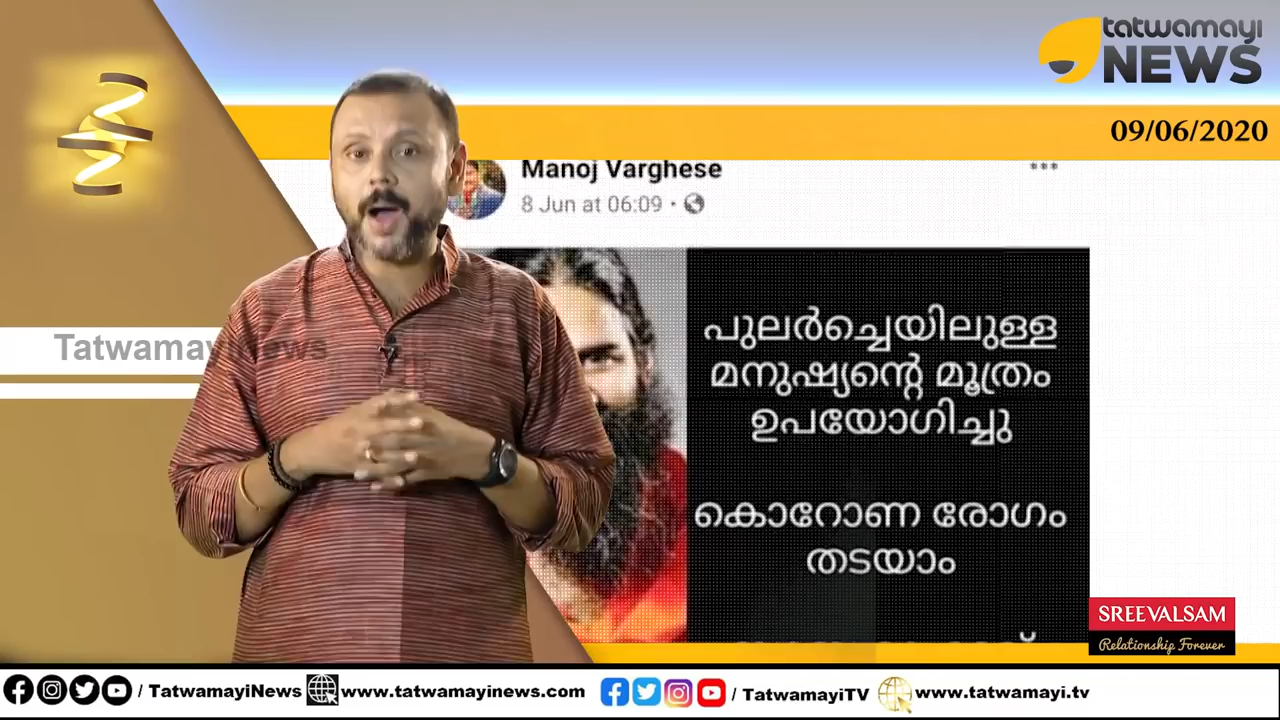 tatwamayi
NEWS
09/06/2020
Manoj Varghese
8 Jun at 06:09
പുലർച്ചെയിലുള്ള
മനുഷ്യന്റെ മൂത്രം
ഉപയോഗിച്ചു
കൊറോണ രോഗം
തടയാം
Tatwamayi News
SREEVALSAM
Relationship Forever
/ TatwamayiNews www.tatwamayinews.com / TatwamayiTV www.tatwamayi.tv